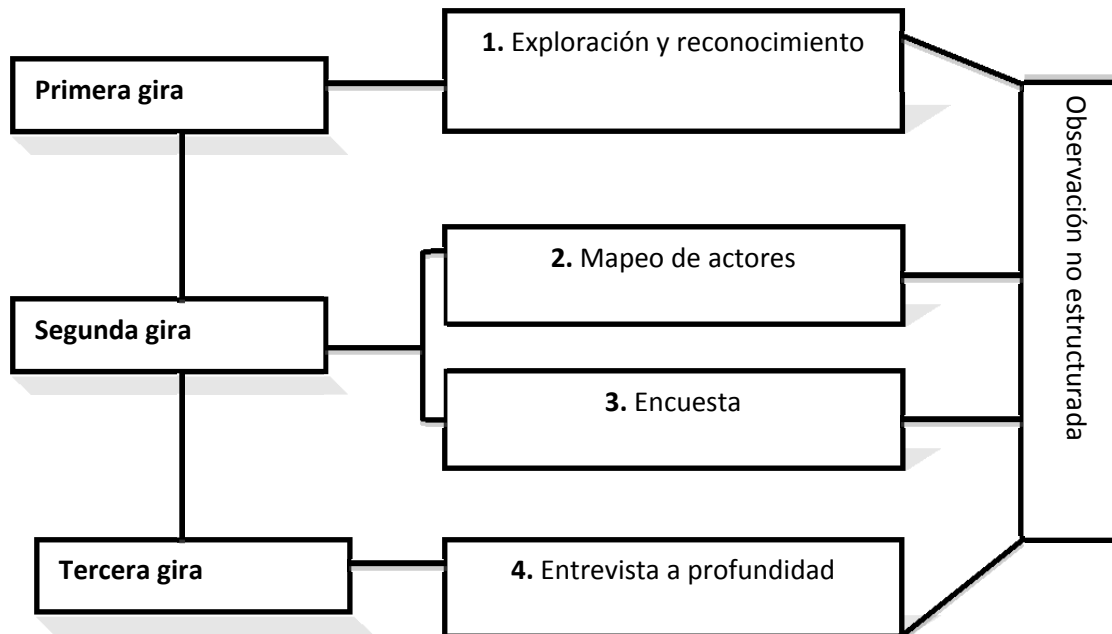 Primera gira
1. Exploración y reconocimiento
Segunda gira
2. Mapeo de actores
3. Encuesta
Tercera gira
4. Entrevista a profundidad
Observación no estructurada